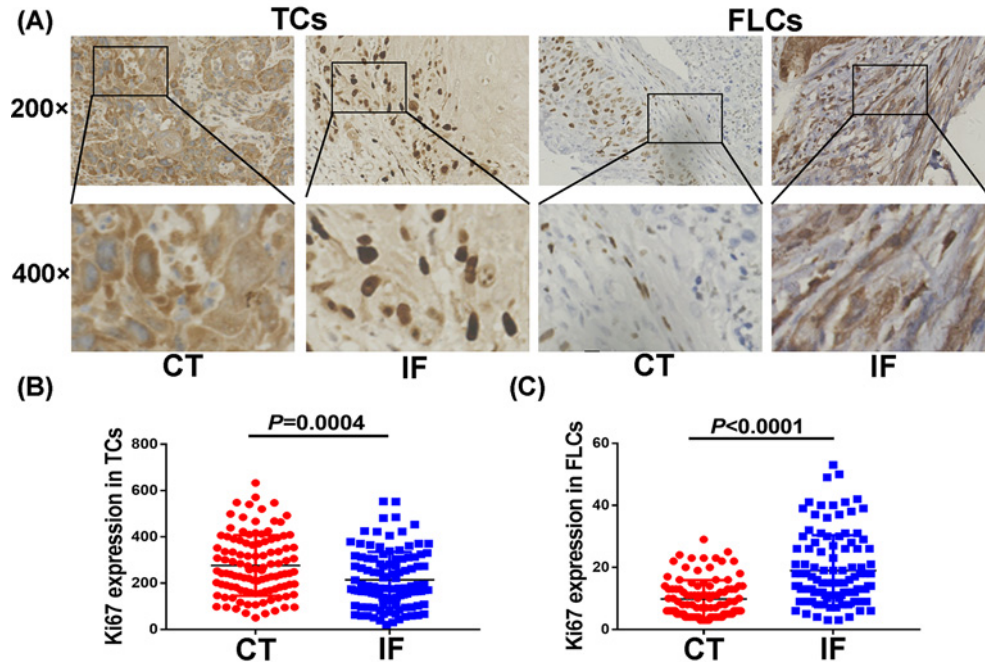 (A)
TCs
FLCs
200×
400×
CT
IF
CT
IF
(B)
P=0.0004
Ki67 expression in TCs
800
600
400
200
0
CT
IF
(C)
P<0.0001
Ki67 expression in FLCs
60
40
20
0
CT
IF